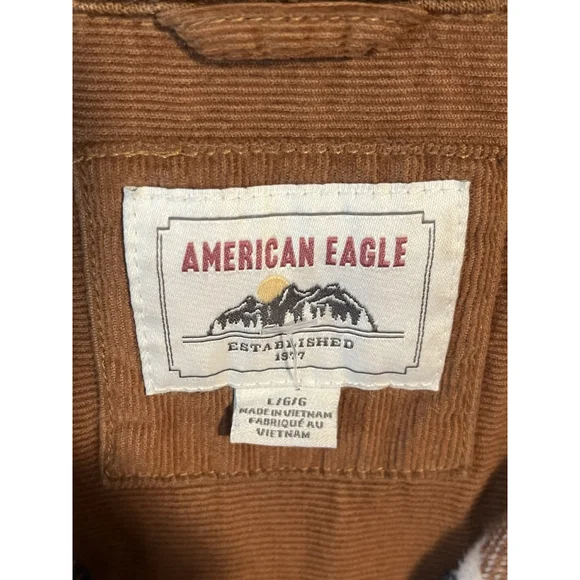 AMERICAN EAGLE
ESTABLISHED
1977
L/G/G
MADE IN VIETNAM
FABRIQUÉ AU
VIETNAM